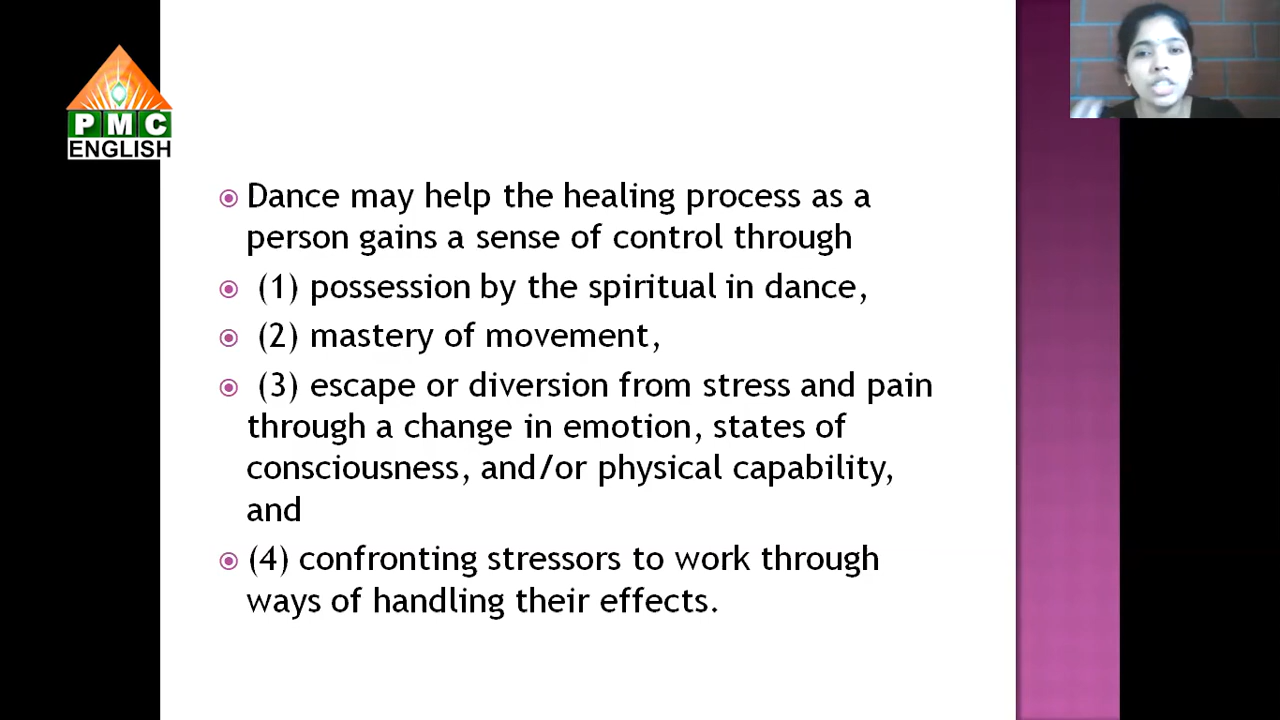 PMC
ENGLISH
Dance may help the healing process as a
person gains a sense of control through
(1) possession by the spiritual in dance,
(2) mastery of movement,
(3) escape or diversion from stress and pain
through a change in emotion, states of
consciousness, and/or physical capability,
and
(4) confronting stressors to work through
ways of handling their effects.